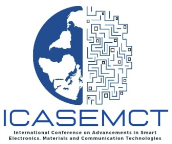 ICASEMCT
International Conference on Advancements in Smart
Electronics, Materials and Communication Technologies